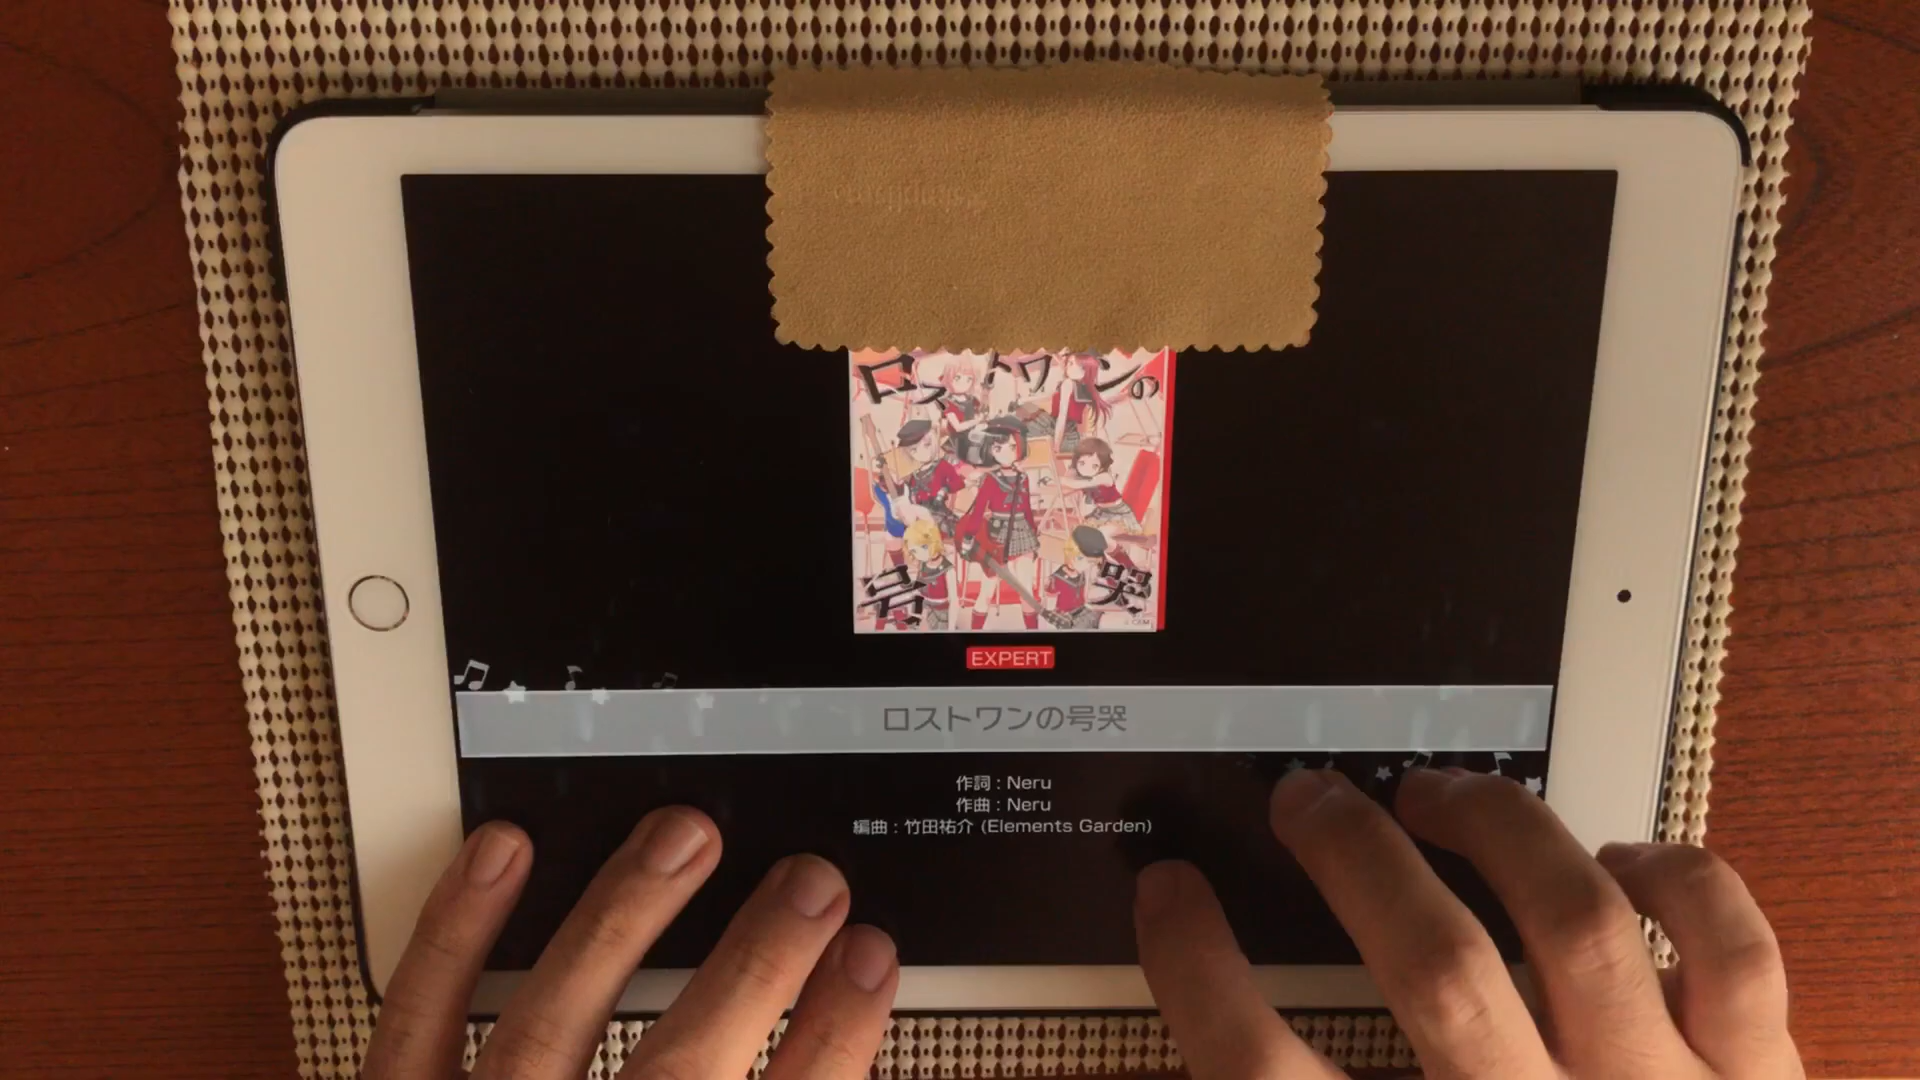 ロストワンの
号哭
EXPERT
ロストワンの号哭
作詞 : Neru
作曲 : Neru
編曲 : 竹田祐介 (Elements Garden)